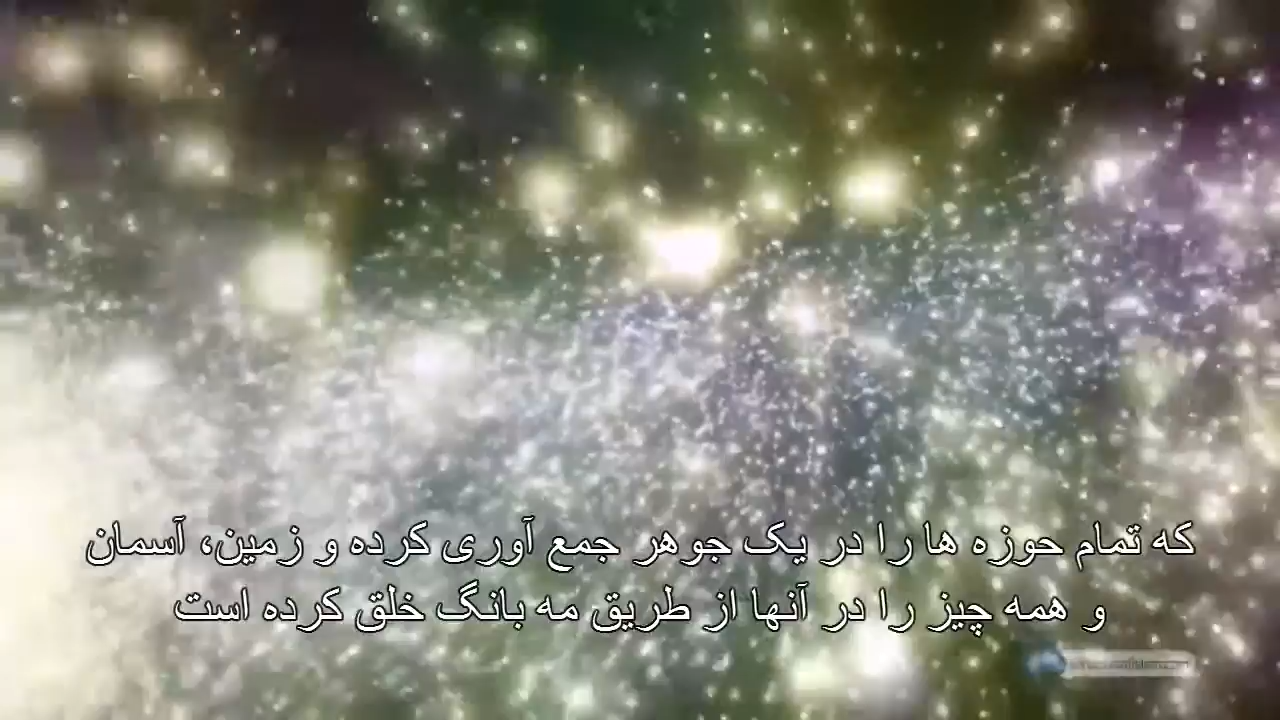 که تمام حوزه ها را در یک جوهر جمع آوری کرده و زمین، آسمان
و همه چیز را در آنها از طریق مه بانگ خلق کرده است